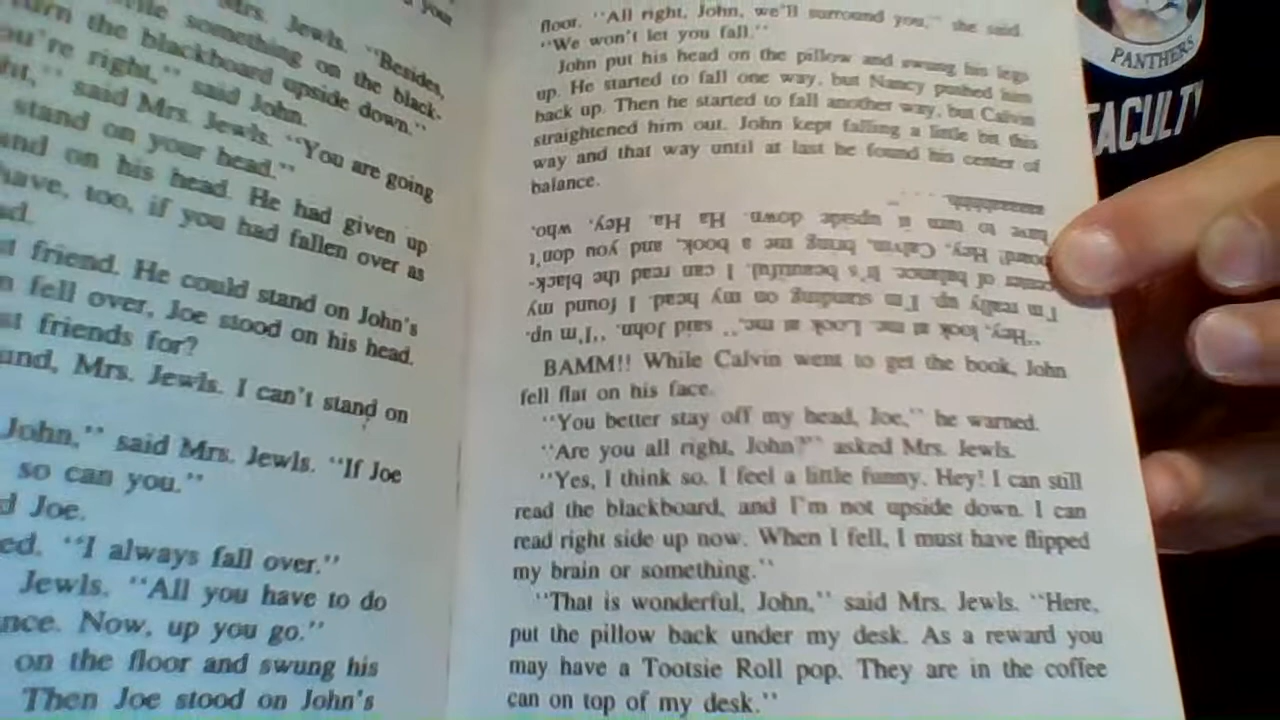 Mrs. Jewls. "Besides,
something on the black-
turn the blackboard upside down."
you're right," said John.
said Mrs. Jewls. "You are going
stand on your head."
and on his head. He had given up
have, too, if you had fallen over as
friend. He could stand on John's
fell over, Joe stood on his head.
friends for?
Mrs. Jewls. I can't stand on
John," said Mrs. Jewls. "If Joe
so can you."
Joe.
"I always fall over."
Jewls. "All you have to do
Now, up you go."
on the floor and swung his
Then Joe stood on John's
floor. "All right, John, we'll surround you," she said.
"We won't let you fall."
John put his head on the pillow and swung his legs
up. He started to fall one way, but Nancy pushed him
back up. Then he started to fall another way, but Calvin
straightened him out. John kept falling a little bit this
way and that way until at last he found his center of
balance.
"Hey, look at me. Look at me," said John. "I'm up.
I'm really up. I'm standing on my head. I found my
center of balance. It's beautiful. I can read the black-
board! Hey, Calvin, bring me a book, and you don't
have to turn it upside down. Ha Ha Ha. Hey, who,
BAMM!! While Calvin went to get the book, John
fell flat on his face.
"You better stay off my head, Joe," he warned.
"Are you all right, John?" asked Mrs. Jewls.
"Yes, I think so. I feel a little funny. Hey! I can still
read the blackboard, and I'm not upside down. I can
read right side up now. When I fell, I must have flipped
my brain or something."
"That is wonderful, John," said Mrs. Jewls. "Here,
put the pillow back under my desk. As a reward you
may have a Tootsie Roll pop. They are in the coffee
can on top of my desk."
PANTHERS
FACULTY